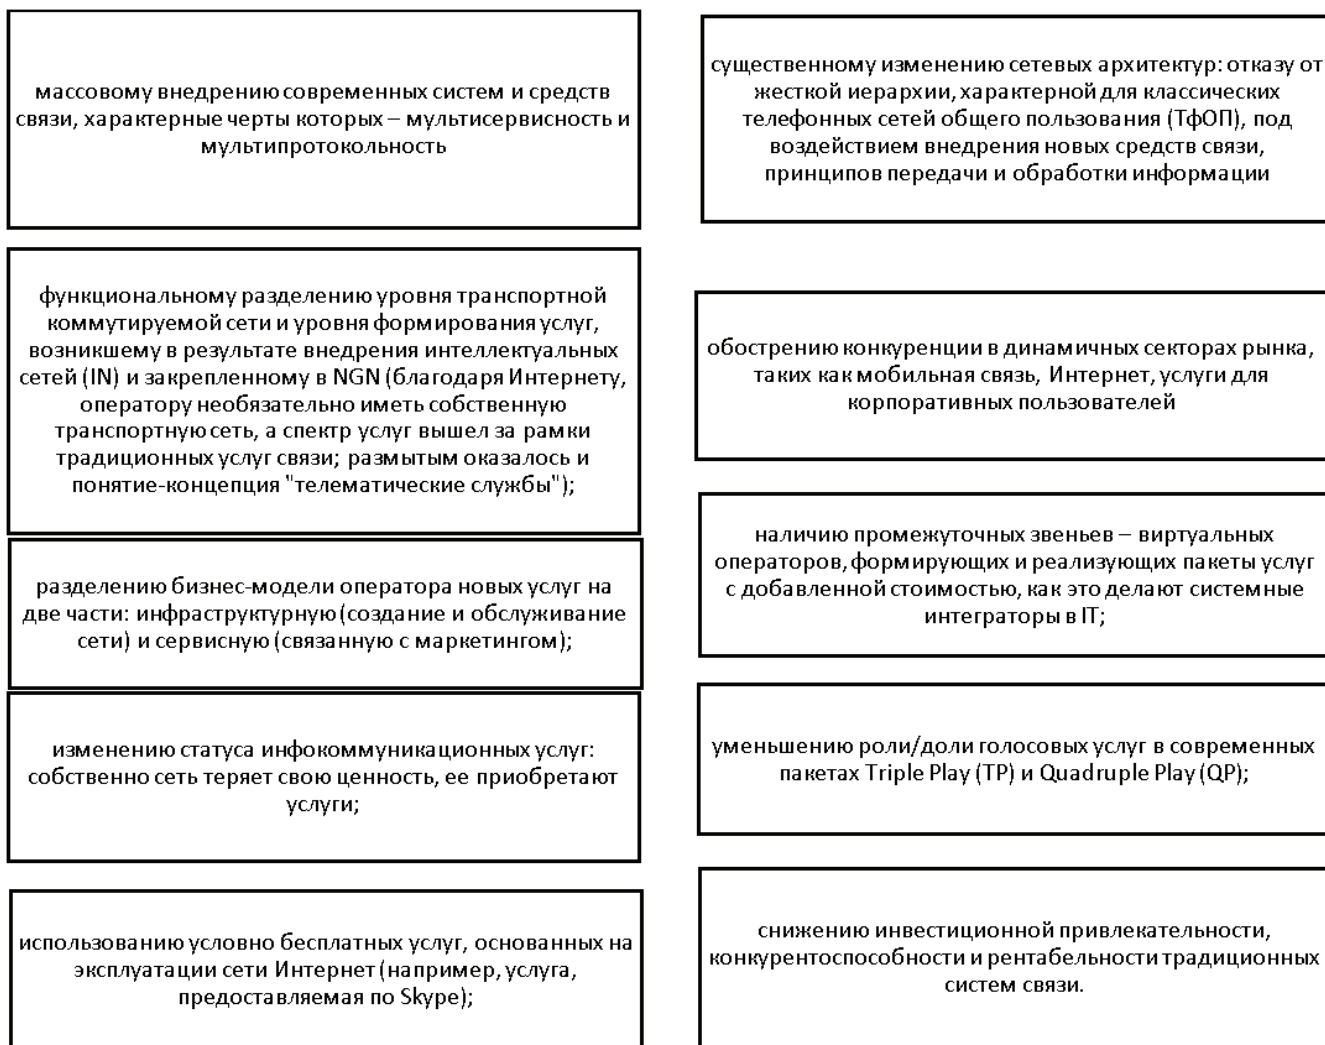 массовому внедрению современных систем и средств
связи, характерные черты которых – мультисервисность и
мультипротокольность
существенному изменению сетевых архитектур: отказу от
жесткой иерархии, характерной для классических
телефонных сетей общего пользования (ТфОП), под
воздействием внедрения новых средств связи,
принципов передачи и обработки информации
функциональному разделению уровня транспортной
коммутируемой сети и уровня формирования услуг,
возникшему в результате внедрения интеллектуальных
сетей (IN) и закрепленному в NGN (благодаря Интернету,
оператору необязательно иметь собственную
транспортную сеть, а спектр услуг вышел за рамки
традиционных услуг связи; размытым оказалось и
понятие-концепция "телематические службы");
обострению конкуренции в динамичных секторах рынка,
таких как мобильная связь, Интернет, услуги для
корпоративных пользователей
разделению бизнес-модели оператора новых услуг на
две части: инфраструктурную (создание и обслуживание
сети) и сервисную (связанную с маркетингом);
наличию промежуточных звеньев – виртуальных
операторов, формирующих и реализующих пакеты услуг
с добавленной стоимостью, как это делают системные
интеграторы в IT;
изменению статуса инфокоммуникационных услуг:
собственно сеть теряет свою ценность, ее приобретают
услуги;
уменьшению роли/доли голосовых услуг в современных
пакетах Triple Play (TP) и Quadruple Play (QP);
использованию условно бесплатных услуг, основанных на
эксплуатации сети Интернет (например, услуга,
предоставляемая по Skype);
снижению инвестиционной привлекательности,
конкурентоспособности и рентабельности традиционных
систем связи.